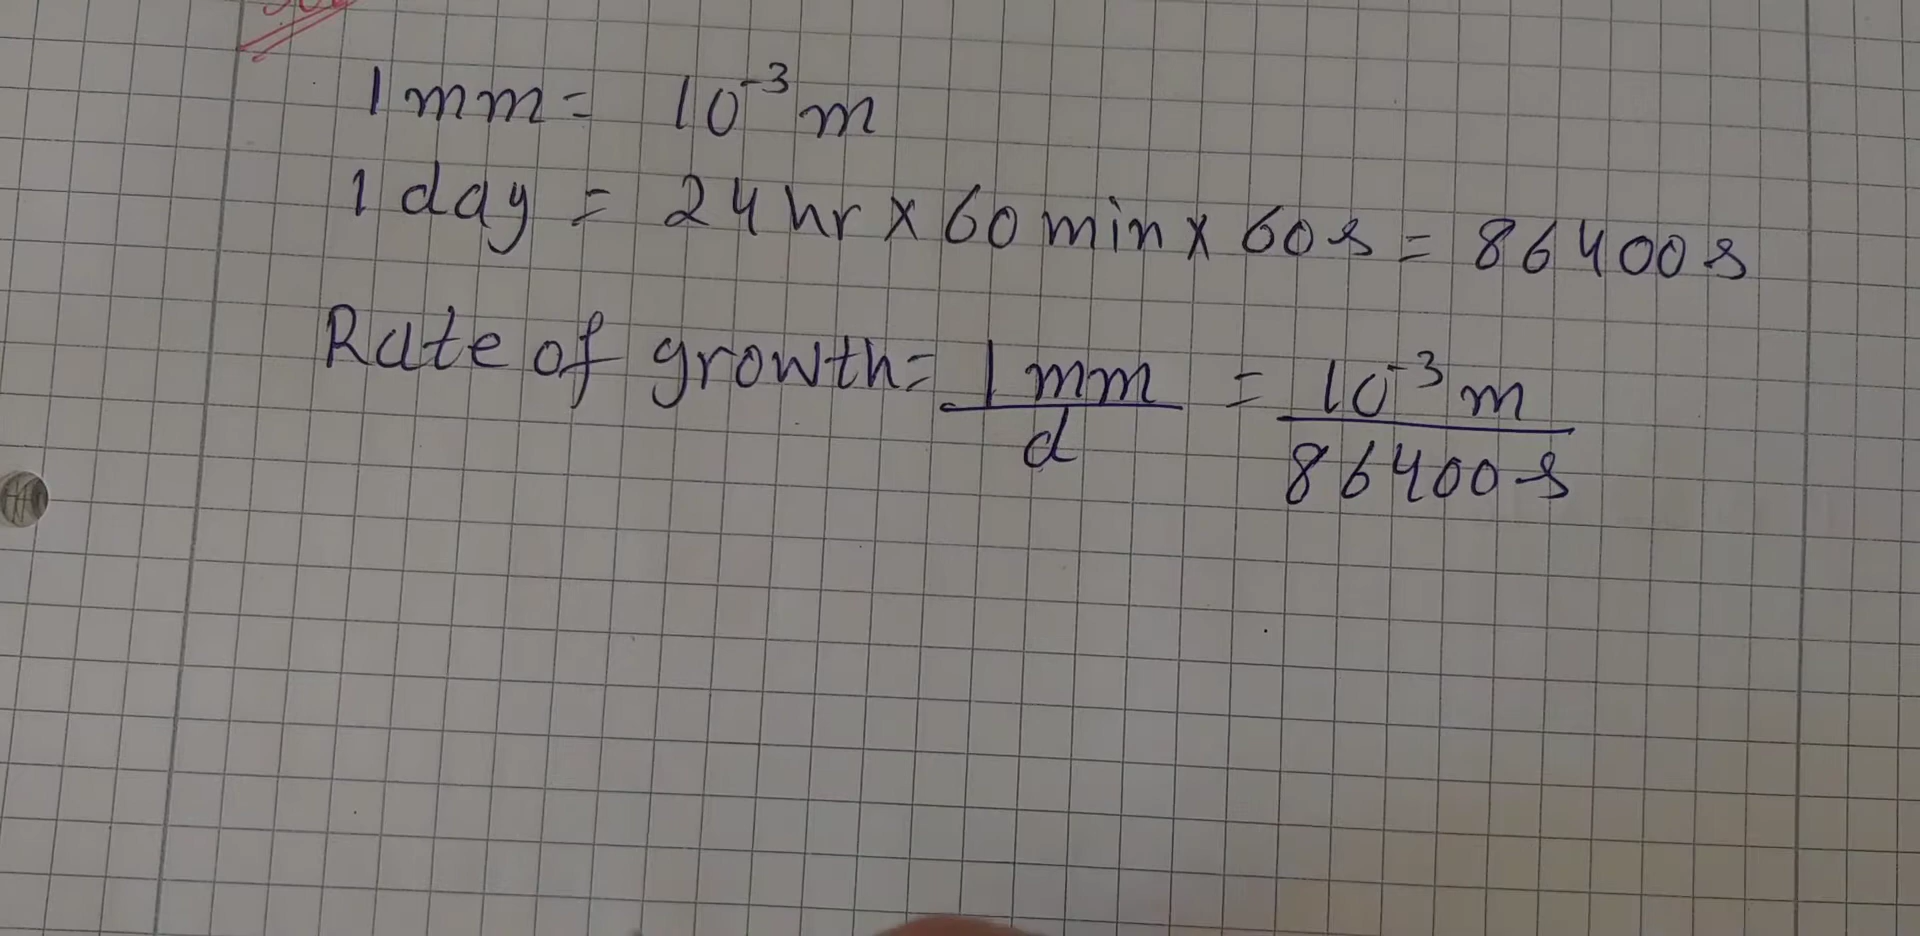 1 mm = 10⁻³ m
1 day = 24 hr × 60 min × 60 s = 86400 s
Rate of growth = 1 mm / d = 10⁻³ m / 86400 s